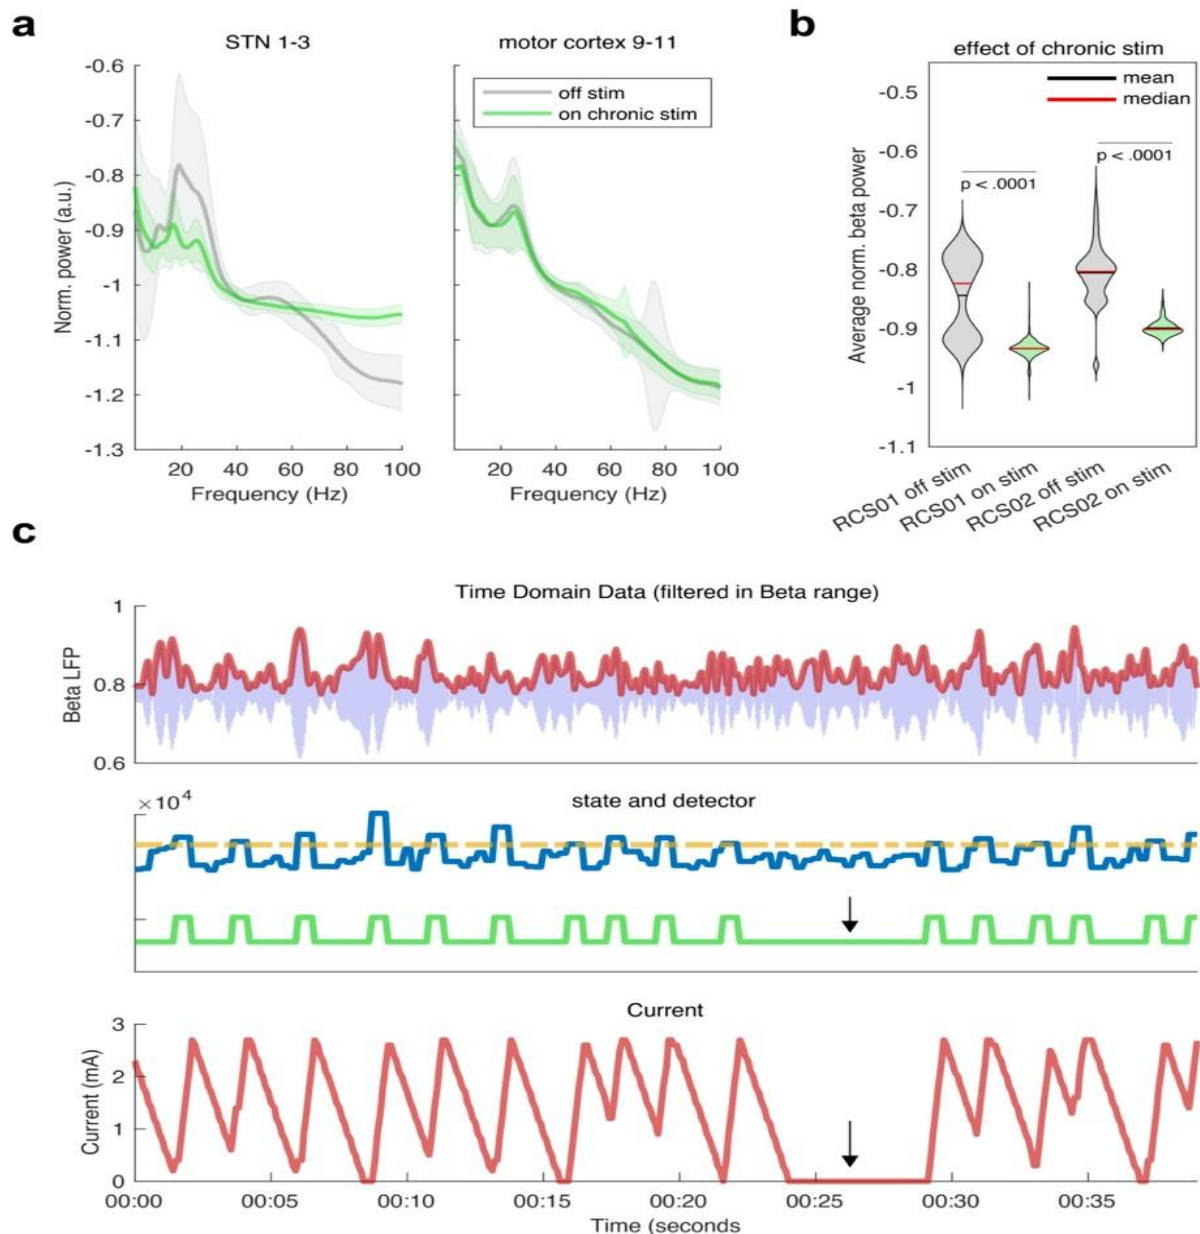 a
STN 1-3
motor cortex 9-11
-0.6
-0.7
-0.8
-0.9
-1
-1.1
-1.2
-1.3
Norm. power (a.u.)
off stim
on chronic stim
20 40 60 80 100
20 40 60 80 100
Frequency (Hz)
Frequency (Hz)
b
effect of chronic stim
mean
median
-0.5
-0.6
-0.7
-0.8
-0.9
-1
-1.1
Average norm. beta power
p < .0001
p < .0001
RCS01 off stim
RCS01 on stim
RCS02 off stim
RCS02 on stim
c
Time Domain Data (filtered in Beta range)
1
0.8
0.6
Beta LFP
×10⁴
state and detector
Current
3
2
1
0
Current (mA)
00:00 00:05 00:10 00:15 00:20 00:25 00:30 00:35
Time (seconds